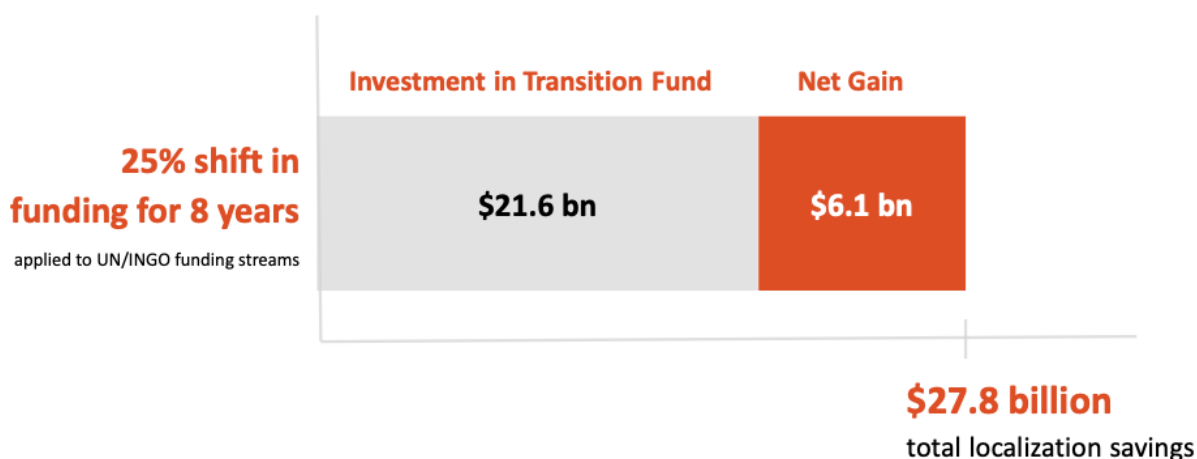 Investment in Transition Fund
Net Gain
25% shift in
funding for 8 years
applied to UN/INGO funding streams
$21.6 bn
$6.1 bn
$27.8 billion
total localization savings